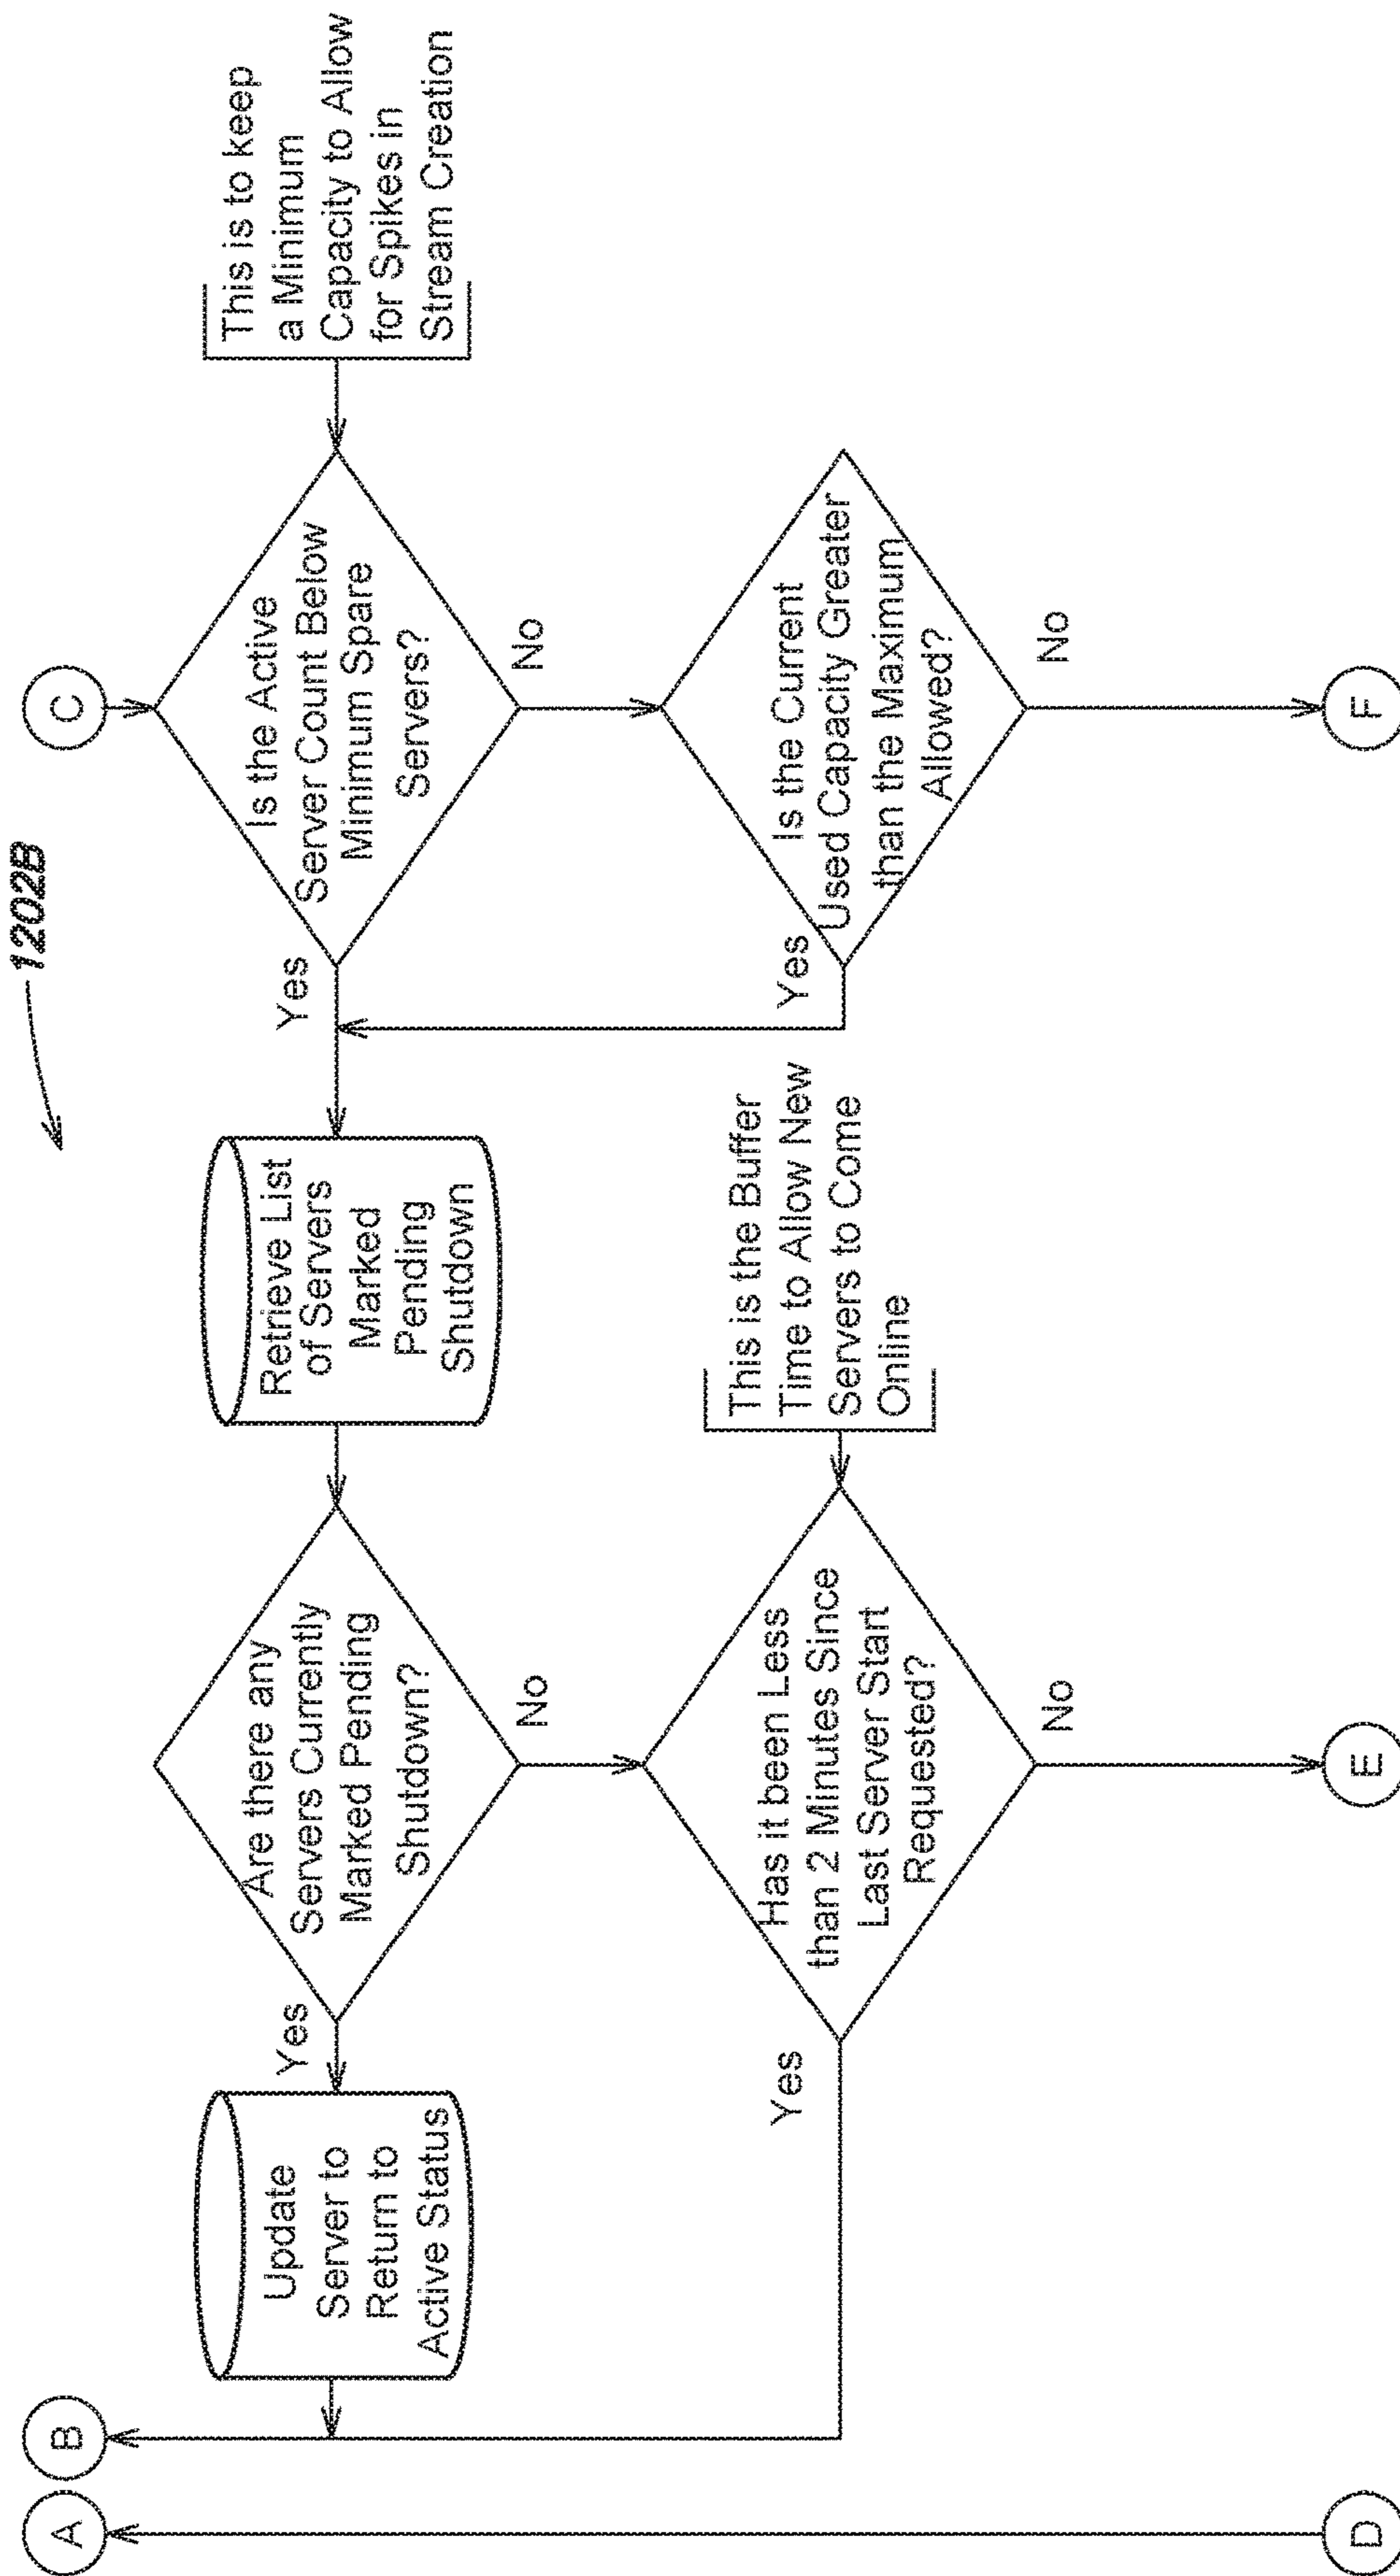 A
B
1202B
C
Update
Server to
Return to
Active Status
Yes
Are there any
Servers Currently
Marked Pending
Shutdown?
Retrieve List
of Servers
Marked
Pending
Shutdown
Yes
Is the Active
Server Count Below
Minimum Spare
Servers?
This is to keep
a Minimum
Capacity to Allow
for Spikes in
Stream Creation
No
No
Yes
Has it been Less
than 2 Minutes Since
Last Server Start
Requested?
This is the Buffer
Time to Allow New
Servers to Come
Online
Yes
Is the Current
Used Capacity Greater
than the Maximum
Allowed?
No
No
D
E
F